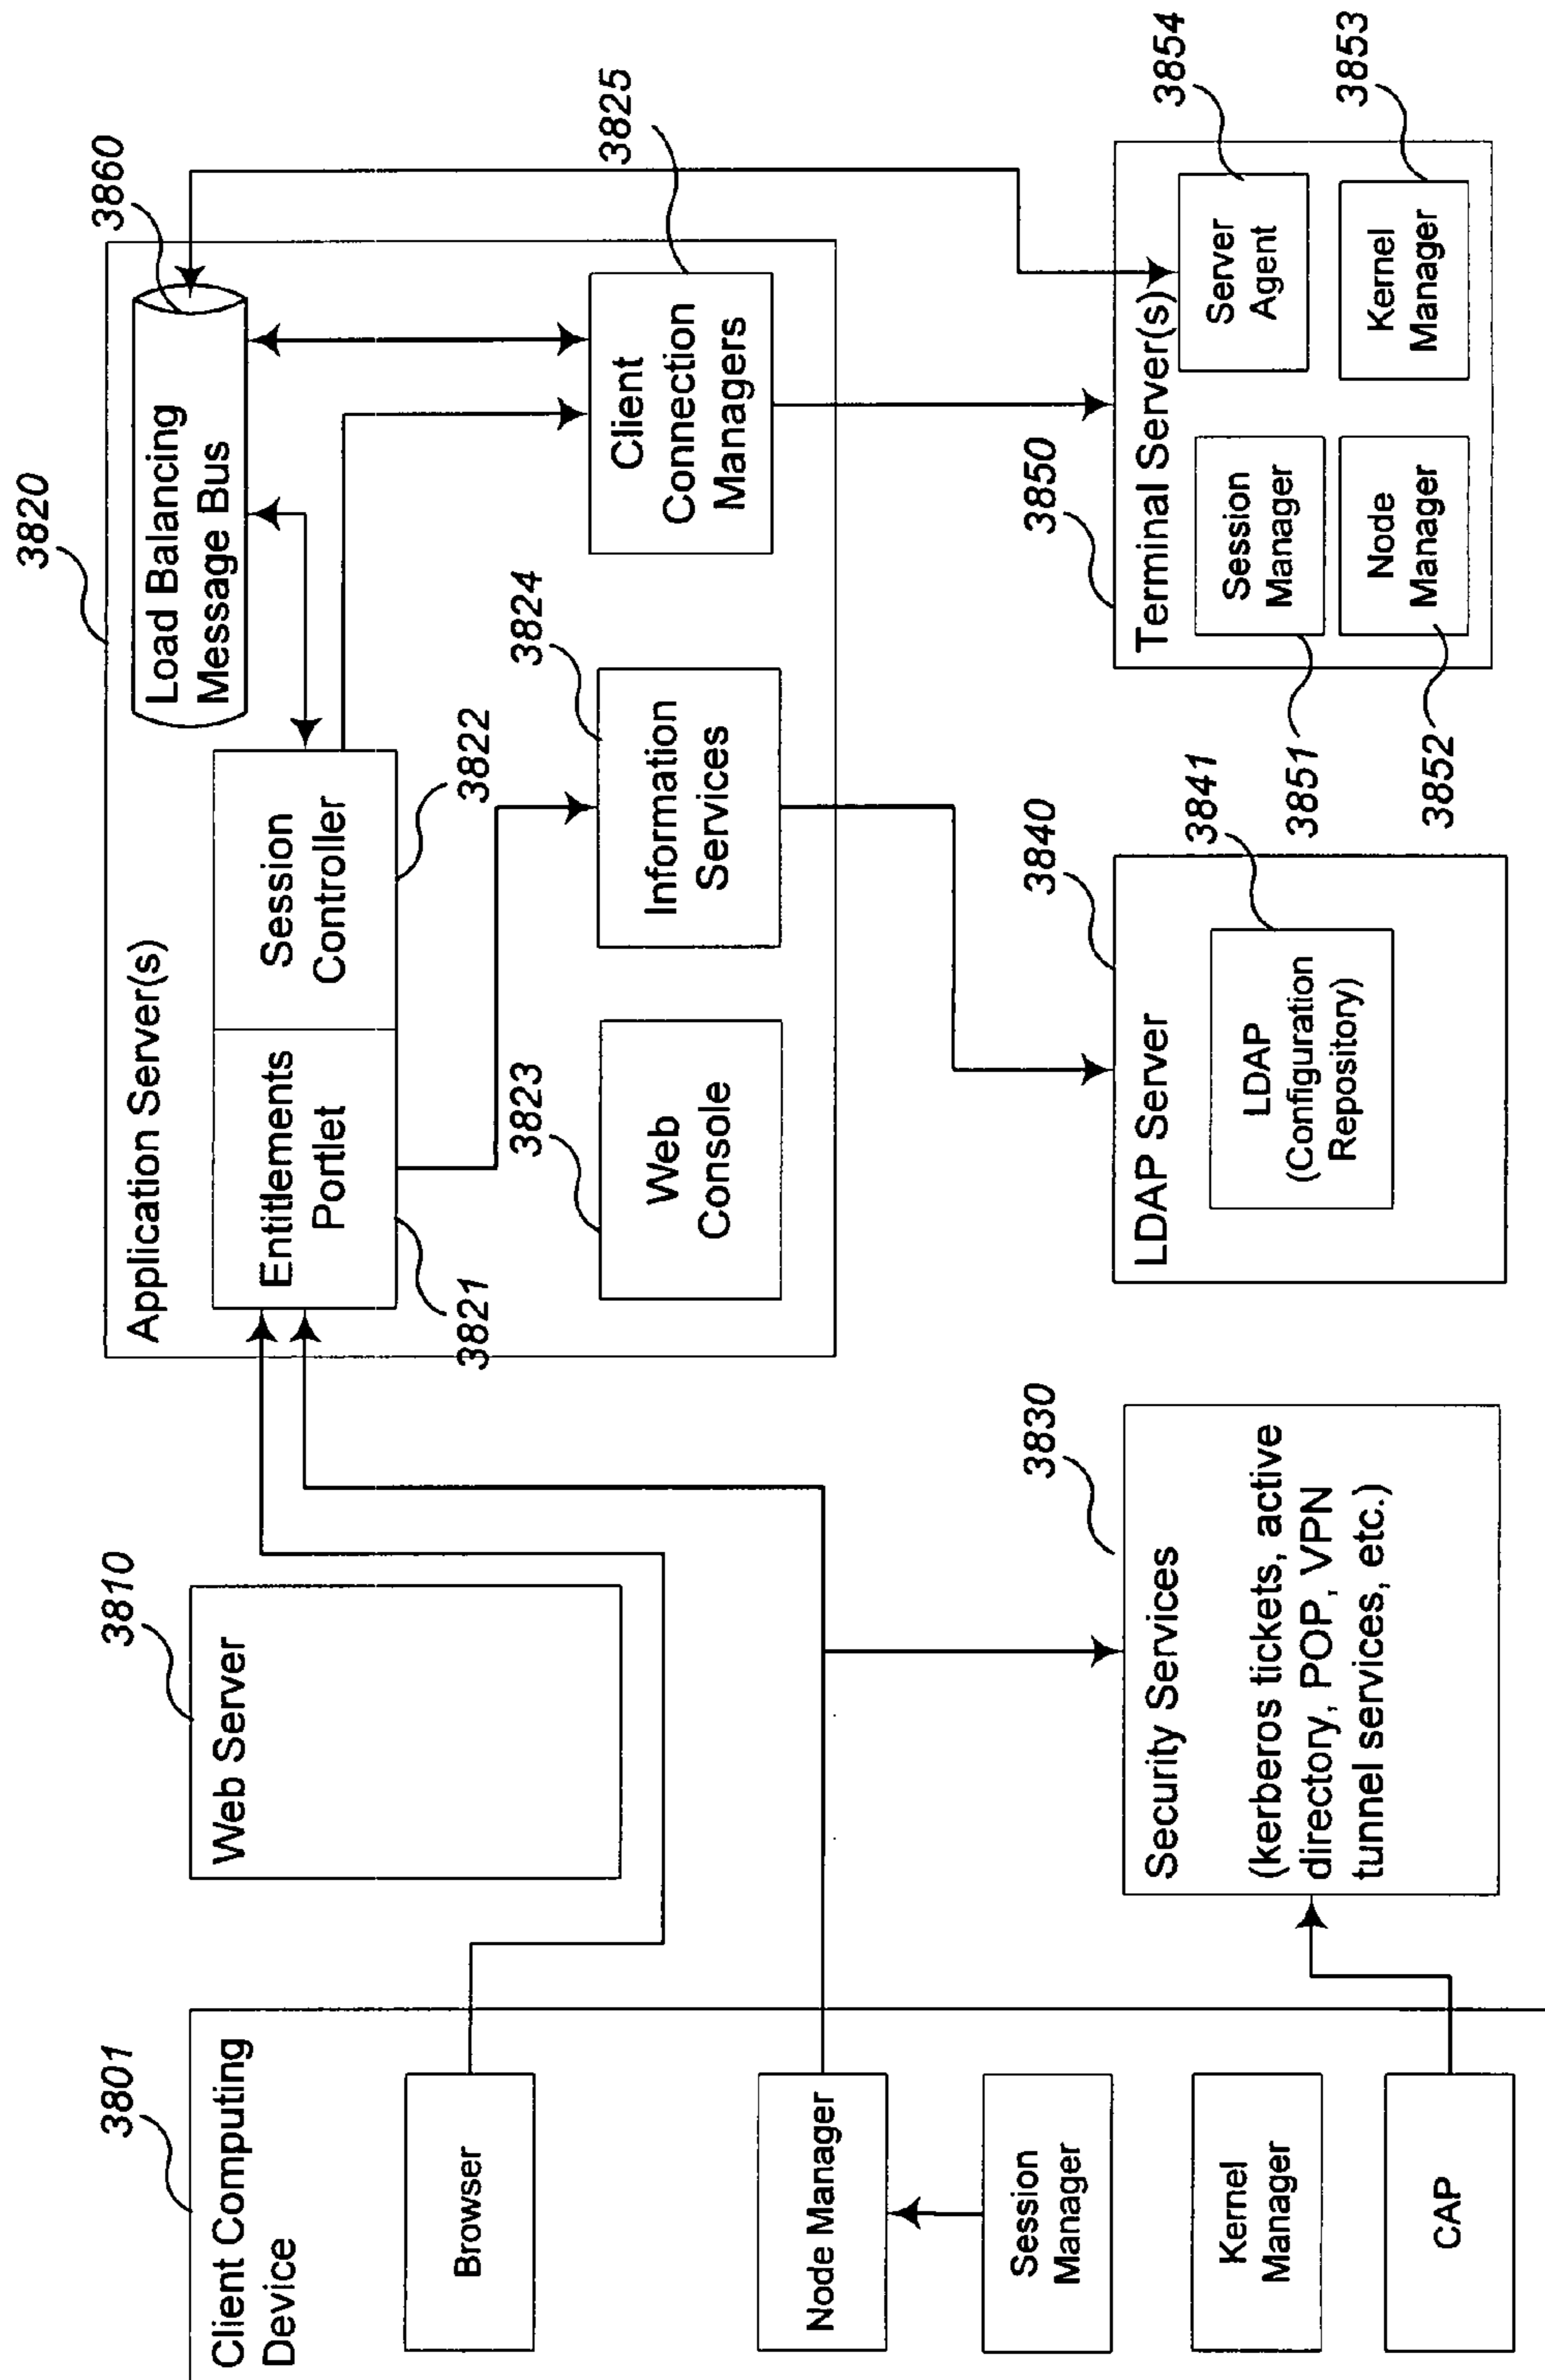 3801
Client Computing
Device
Browser
Node Manager
Session
Manager
Kernel
Manager
CAP
3810
Web Server
3830
Security Services
(kerberos tickets, active
directory, POP, VPN
tunnel services, etc.)
3820
Application Server(s)
Entitlements
Portlet
3821
Session
Controller
3822
Load Balancing
Message Bus
3860
3823
Web
Console
3824
Information
Services
Client
Connection
Managers
3825
3840
LDAP Server
3841
LDAP
(Configuration
Repository)
3850
Terminal Server(s)
Session
Manager
3851
Node
Manager
3852
Server
Agent
3854
Kernel
Manager
3853